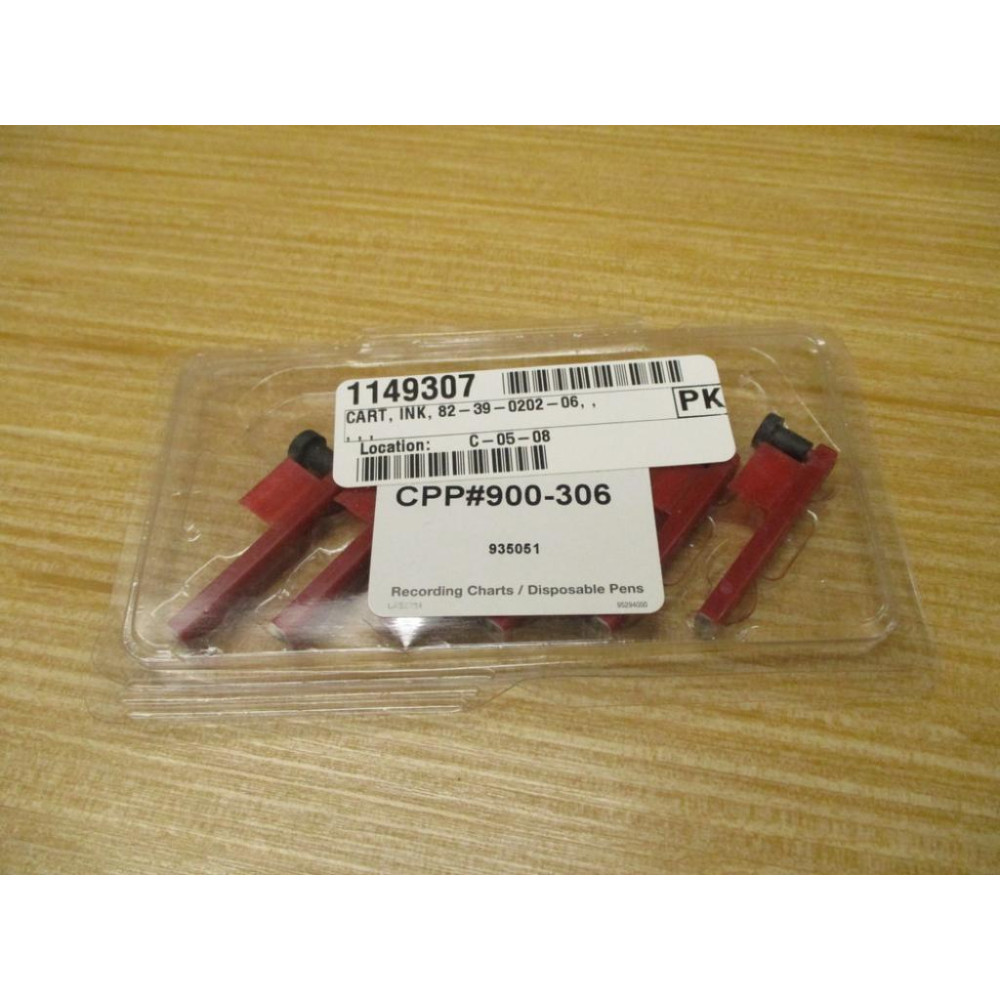 1149307
CART, INK, 82-39-0202-06, ,
PK
, , ,
Location: C-05-08
CPP#900-306
935051
Recording Charts / Disposable Pens